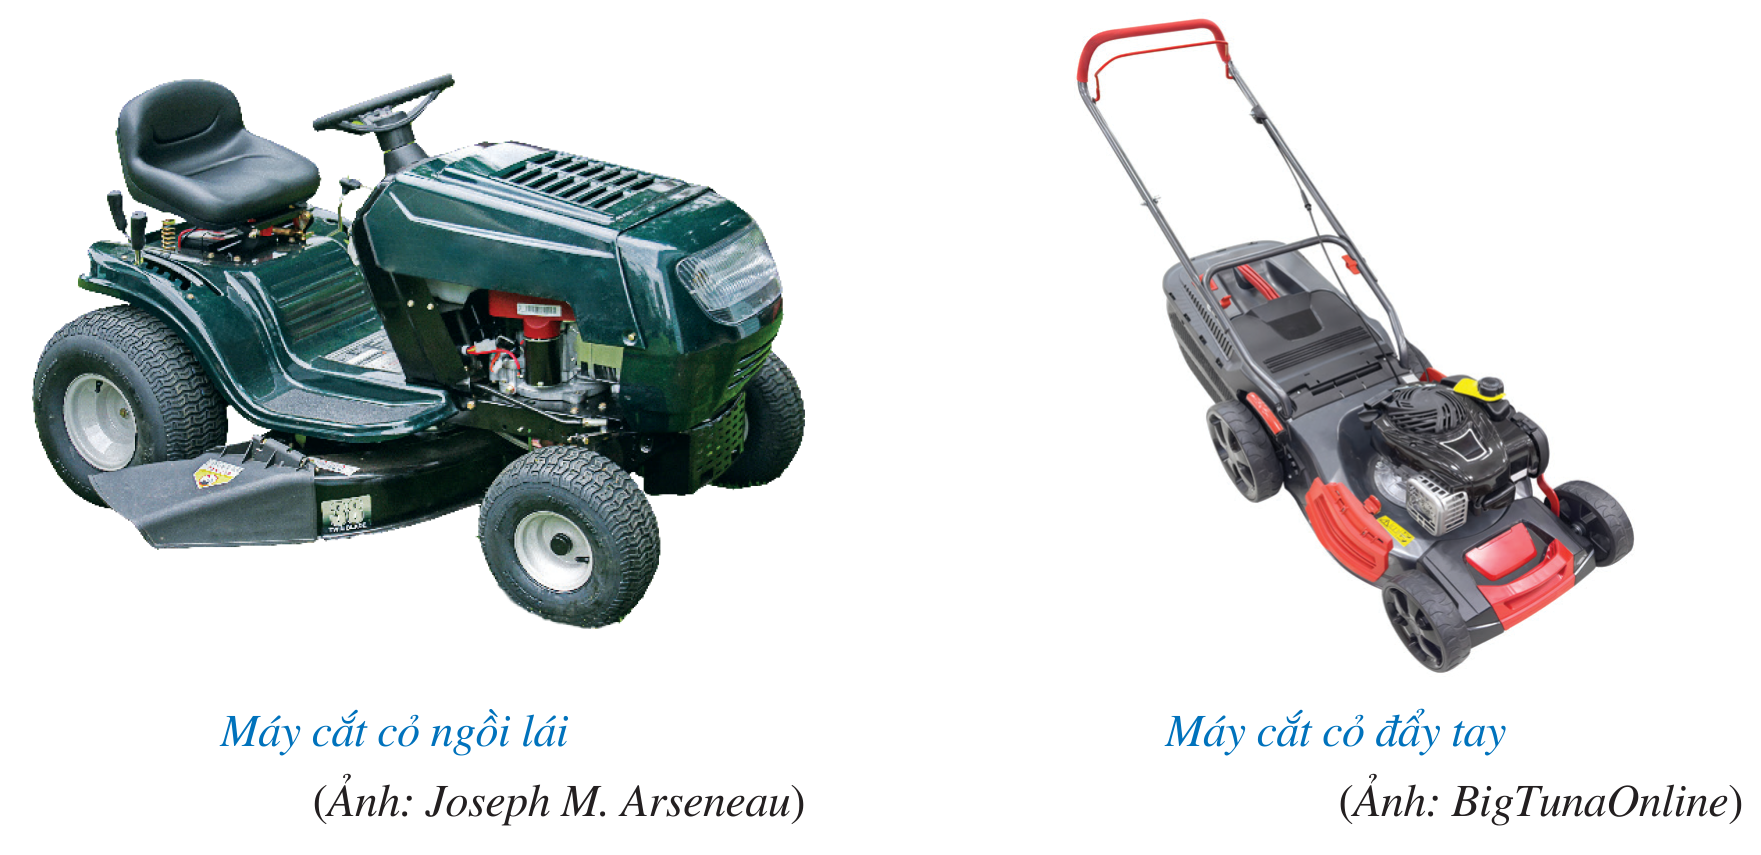 Máy cắt cỏ ngồi lái
(Ảnh: Joseph M. Arseneau)
Máy cắt cỏ đẩy tay
(Ảnh: BigTunaOnline)